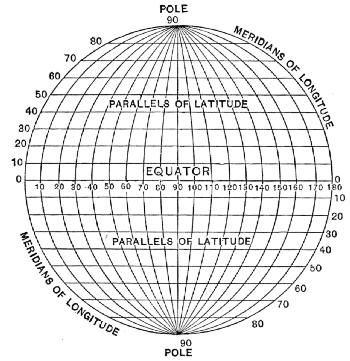 POLE
90
MERIDIANS OF LONGITUDE
80
70
60
50
PARALLELS OF LATITUDE
40
30
20
10
EQUATOR
0 0
10 20 30 40 50 60 70 80 90 100 110 120 130 140 150 160 170 180
10
20
30
PARALLELS OF LATITUDE
40
MERIDIANS OF LONGITUDE
50
60
70
80
90
POLE